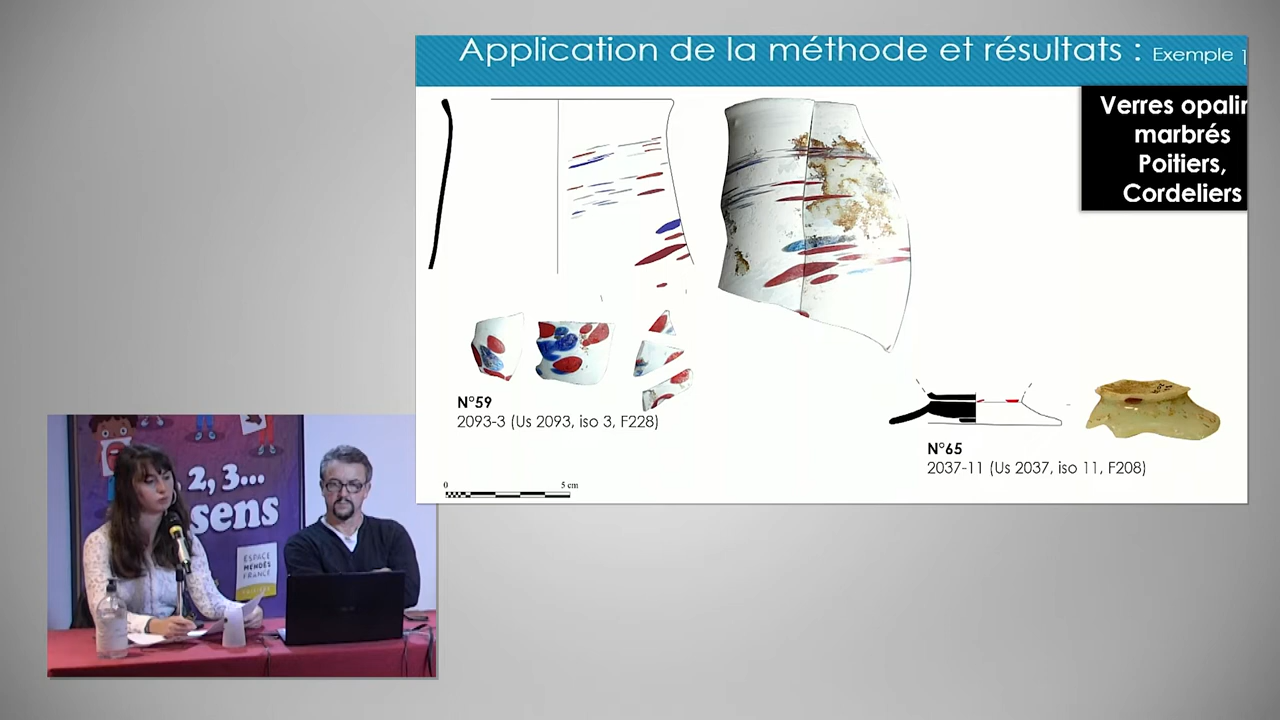 Application de la méthode et résultats : Exemple 1
Verres opalin
marbrés
Poitiers,
Cordeliers
N°59
2093-3 (Us 2093, iso 3, F228)
N°65
2037-11 (Us 2037, iso 11, F208)
0 5 cm
2, 3...
sens
ESPACE
MENDÈS
FRANCE
POITIERS